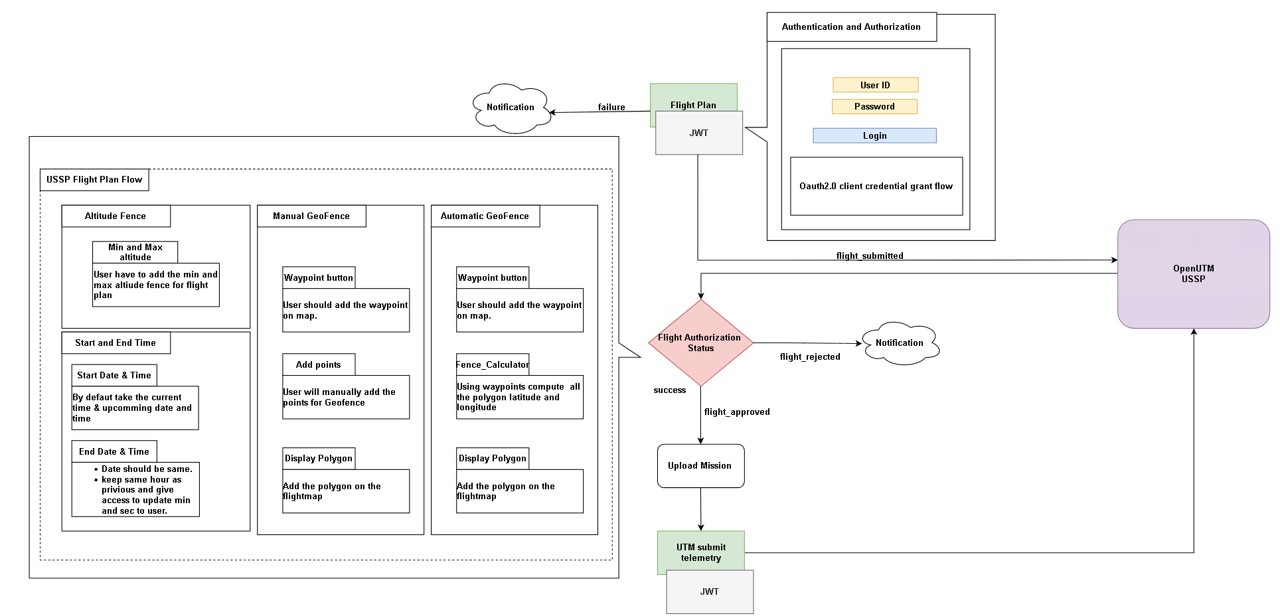 Authentication and Authorization
User ID
Password
Login
Oauth2.0 client credential grant flow
Notification
failure
Flight Plan
JWT
flight_submitted
OpenUTM
USSP
USSP Flight Plan Flow
Altitude Fence
Min and Max
altitude
User have to add the min and
max altiude fence for flight
plan
Start and End Time
Start Date & Time
By defaut take the current
time & upcomming date and
time
End Date & Time
• Date should be same.
• keep same hour as
privious and give
access to update min
and sec to user.
Manual GeoFence
Waypoint button
User should add the waypoint
on map.
Add points
User will manually add the
points for Geofence
Display Polygon
Add the polygon on the
flightmap
Automatic GeoFence
Waypoint button
User should add the waypoint
on map.
Fence_Calculator
Using waypoints compute all
the polygon latitude and
longitude
Display Polygon
Add the polygon on the
flightmap
Flight Authorization
Status
flight_rejected
Notification
success
flight_approved
Upload Mission
UTM submit
telemetry
JWT